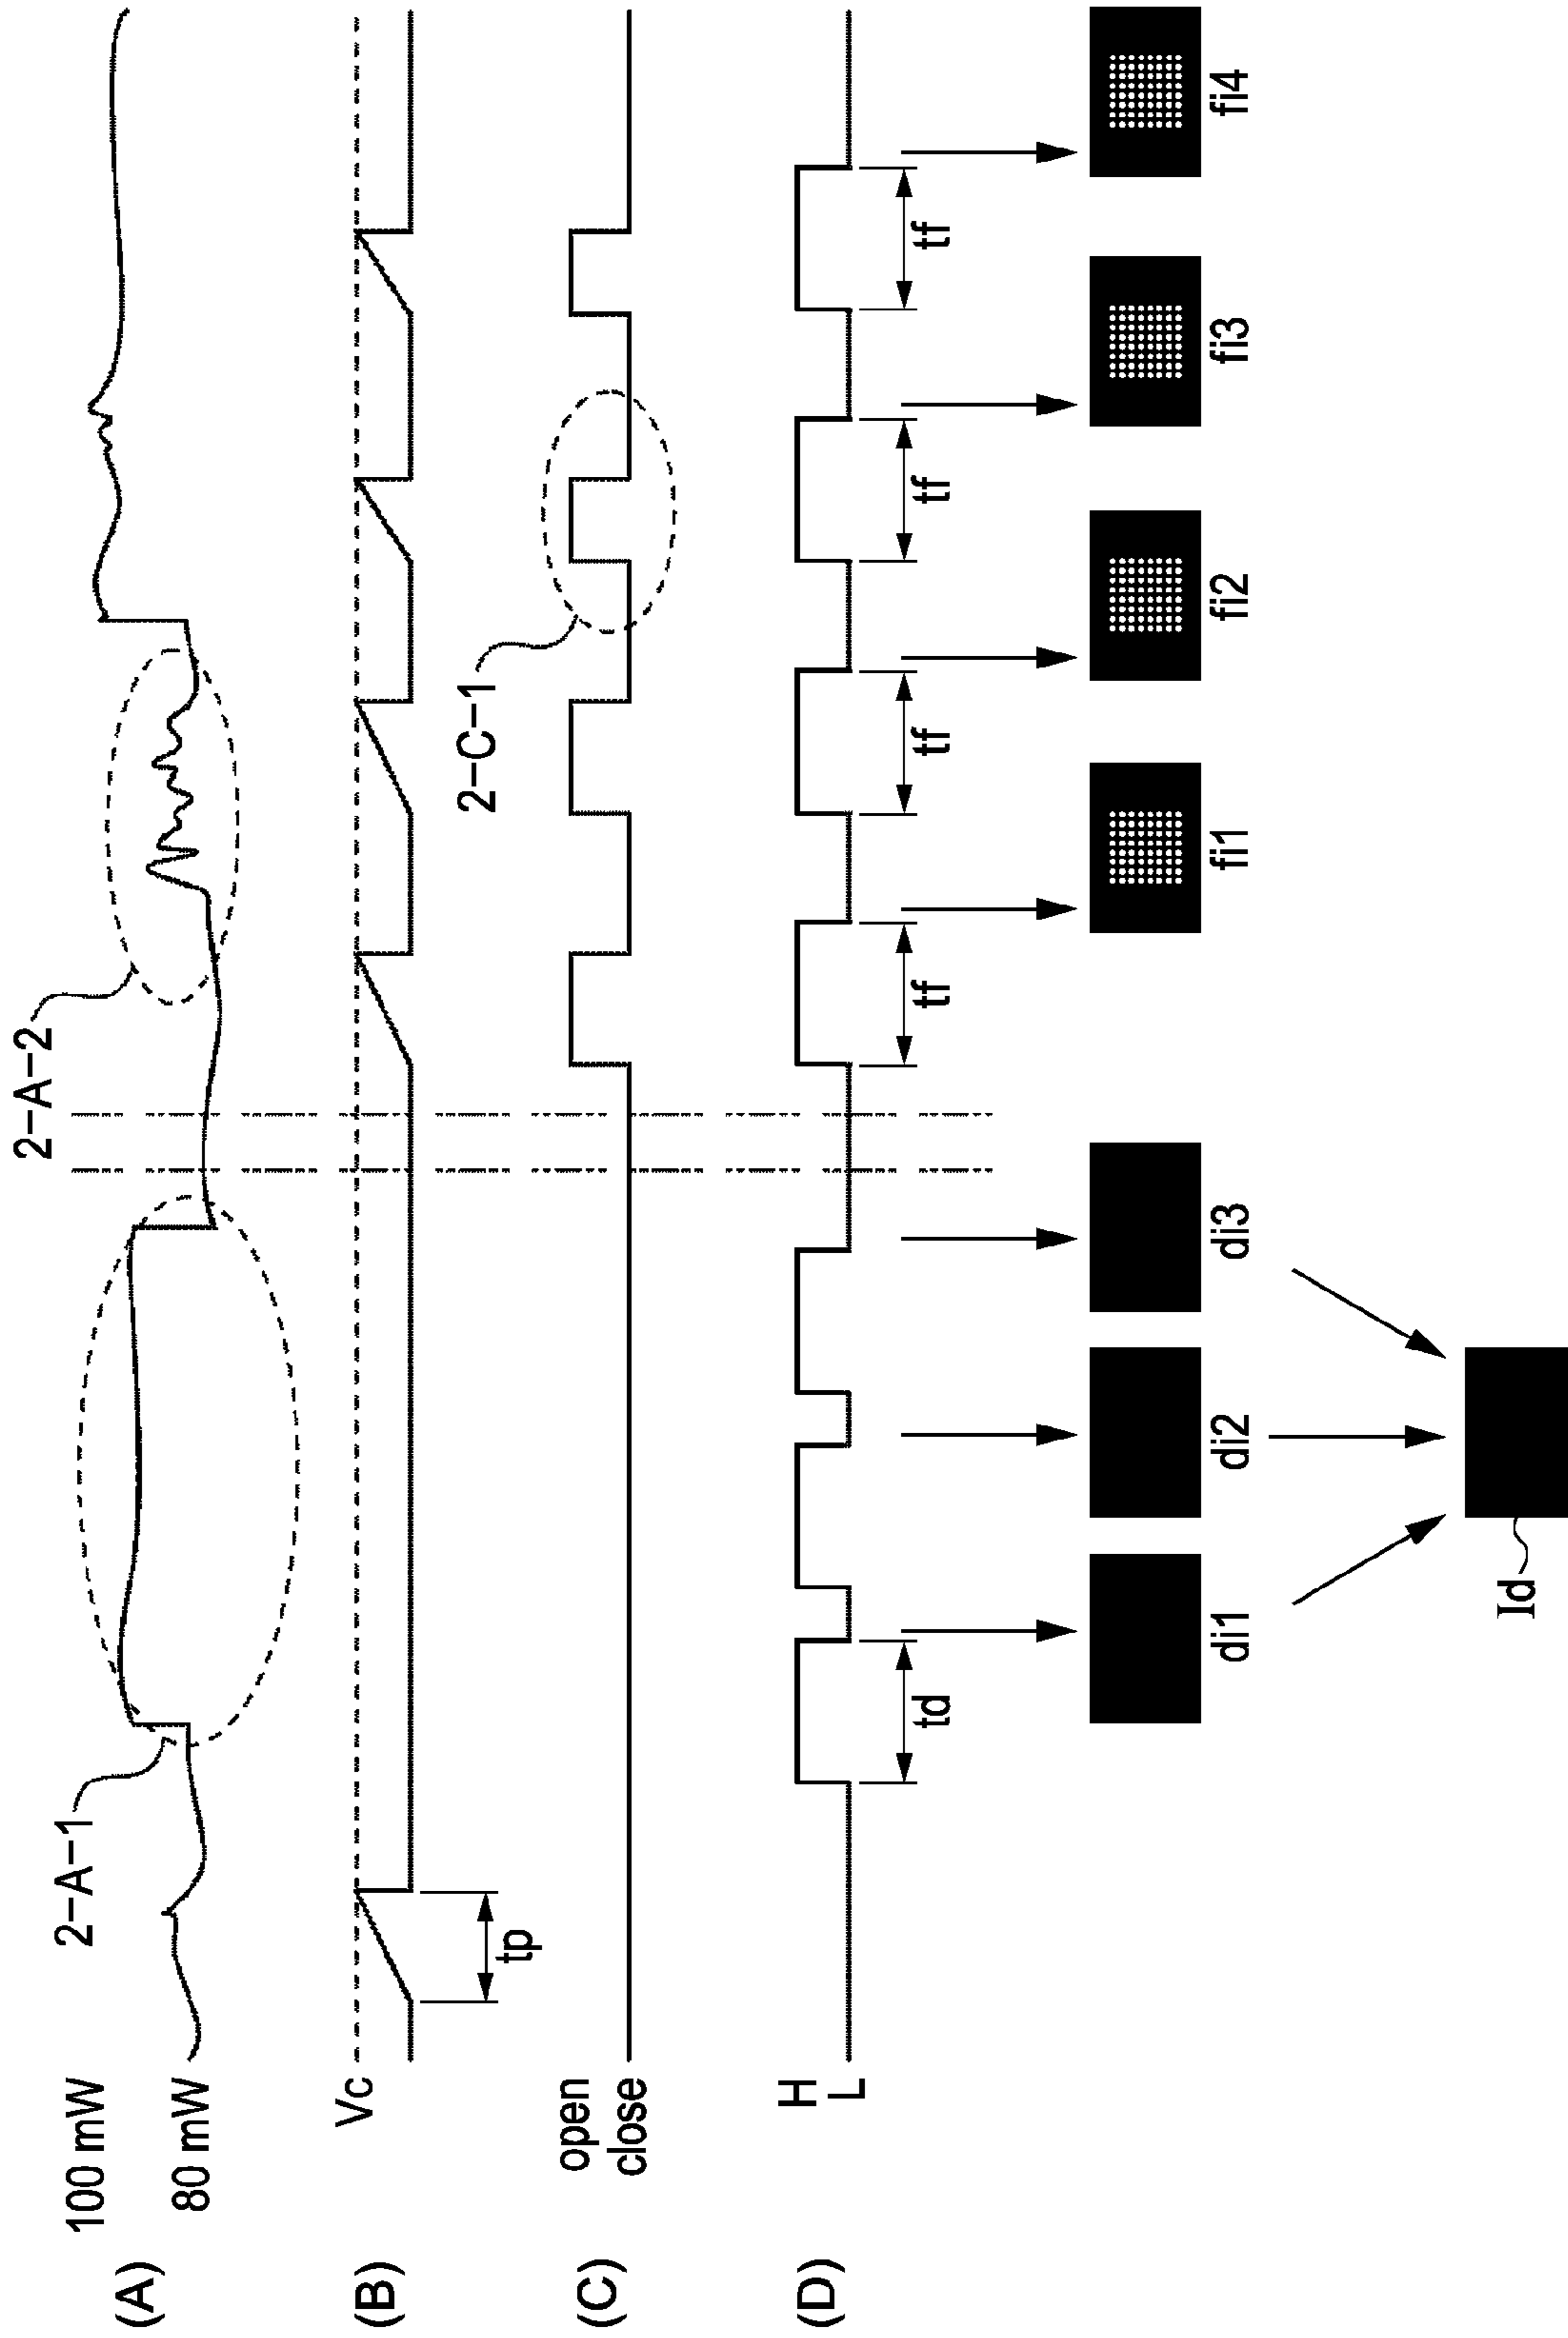 (A)
100 mW
80 mW
2-A-1
2-A-2
(B)
Vc
tp
(C)
open
close
2-C-1
(D)
H
L
td
tf
tf
tf
tf
di1
di2
di3
fi1
fi2
fi3
fi4
Id